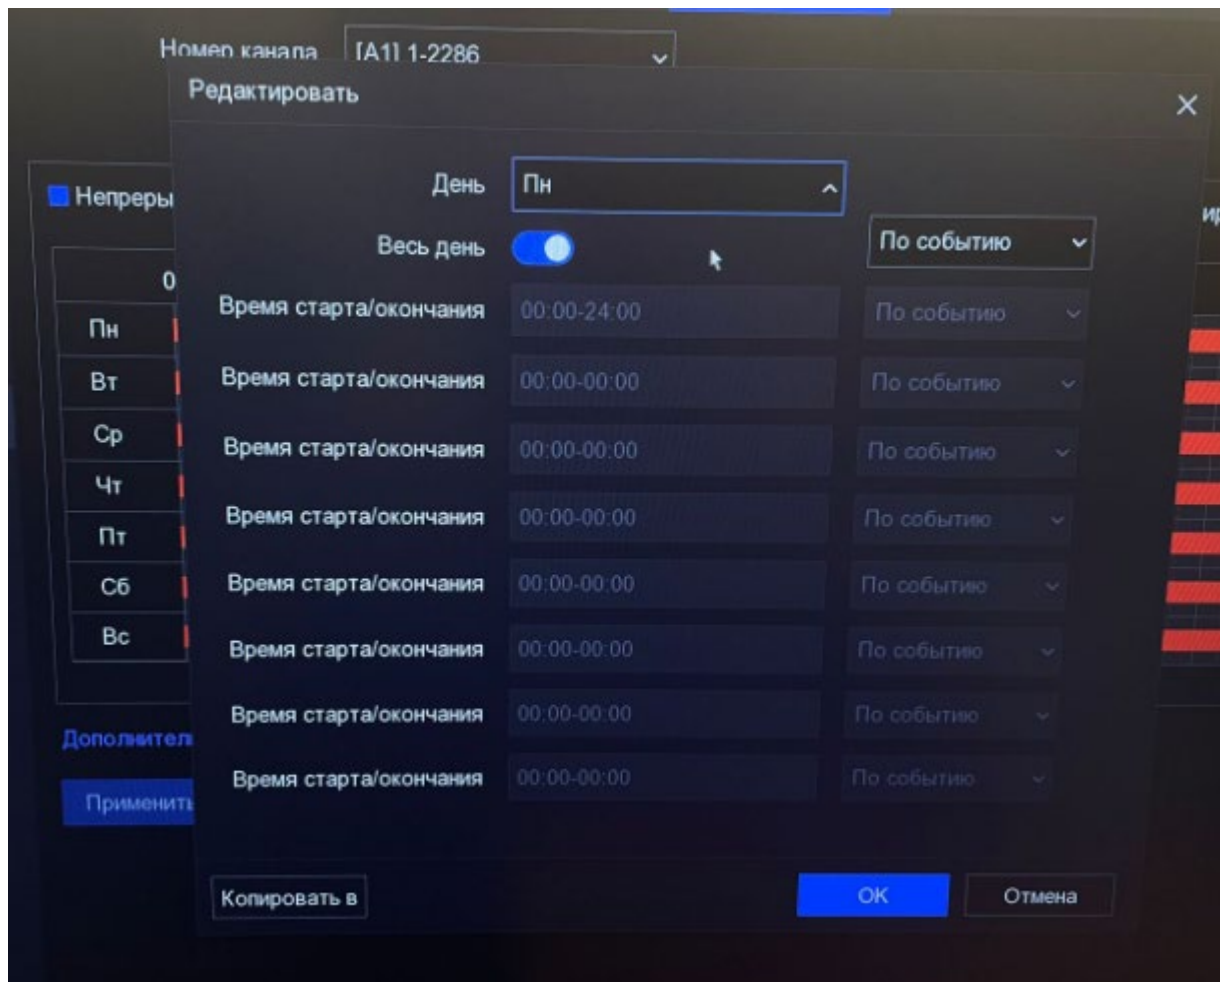 Номер канала [A1] 1-2286
Редактировать
День Пн
Непреры
Весь день По событию
0
Время старта/окончания 00:00-24:00 По событию
Пн
Время старта/окончания 00:00-00:00 По событию
Вт
Время старта/окончания 00:00-00:00 По событию
Ср
Чт
Время старта/окончания 00:00-00:00 По событию
Пт
Время старта/окончания 00:00-00:00 По событию
Сб
Вс
Время старта/окончания 00:00-00:00 По событию
Время старта/окончания 00:00-00:00 По событию
Дополнител
Время старта/окончания 00:00-00:00 По событию
Применить
Копировать в OK Отмена